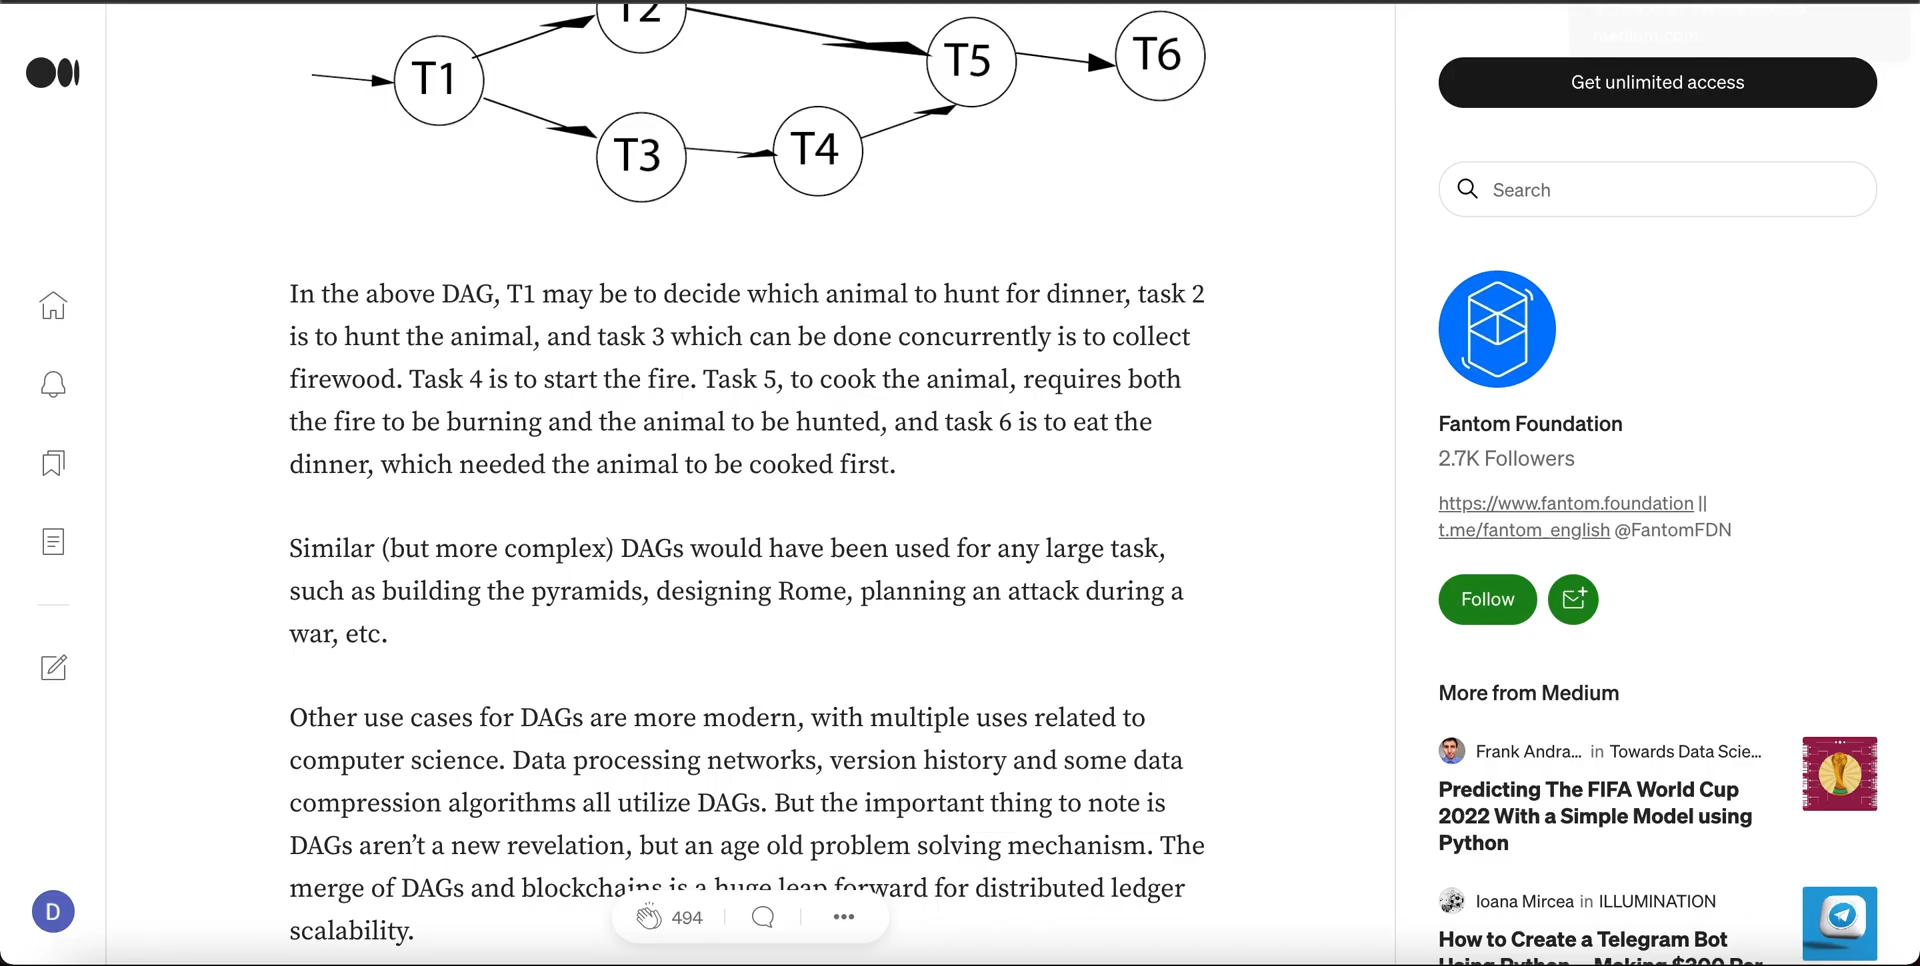 T2
T1
T5
T6
T3
T4
In the above DAG, T1 may be to decide which animal to hunt for dinner, task 2
is to hunt the animal, and task 3 which can be done concurrently is to collect
firewood. Task 4 is to start the fire. Task 5, to cook the animal, requires both
the fire to be burning and the animal to be hunted, and task 6 is to eat the
dinner, which needed the animal to be cooked first.
Similar (but more complex) DAGs would have been used for any large task,
such as building the pyramids, designing Rome, planning an attack during a
war, etc.
Other use cases for DAGs are more modern, with multiple uses related to
computer science. Data processing networks, version history and some data
compression algorithms all utilize DAGs. But the important thing to note is
DAGs aren’t a new revelation, but an age old problem solving mechanism. The
merge of DAGs and blockchains is a huge leap forward for distributed ledger
scalability.
494
D
medium.com
Get unlimited access
Search
Fantom Foundation
2.7K Followers
https://www.fantom.foundation ||
t.me/fantom_english @FantomFDN
Follow
More from Medium
Frank Andra... in Towards Data Scie...
Predicting The FIFA World Cup
2022 With a Simple Model using
Python
Ioana Mircea in ILLUMINATION
How to Create a Telegram Bot
Using Python — Making $300 Per